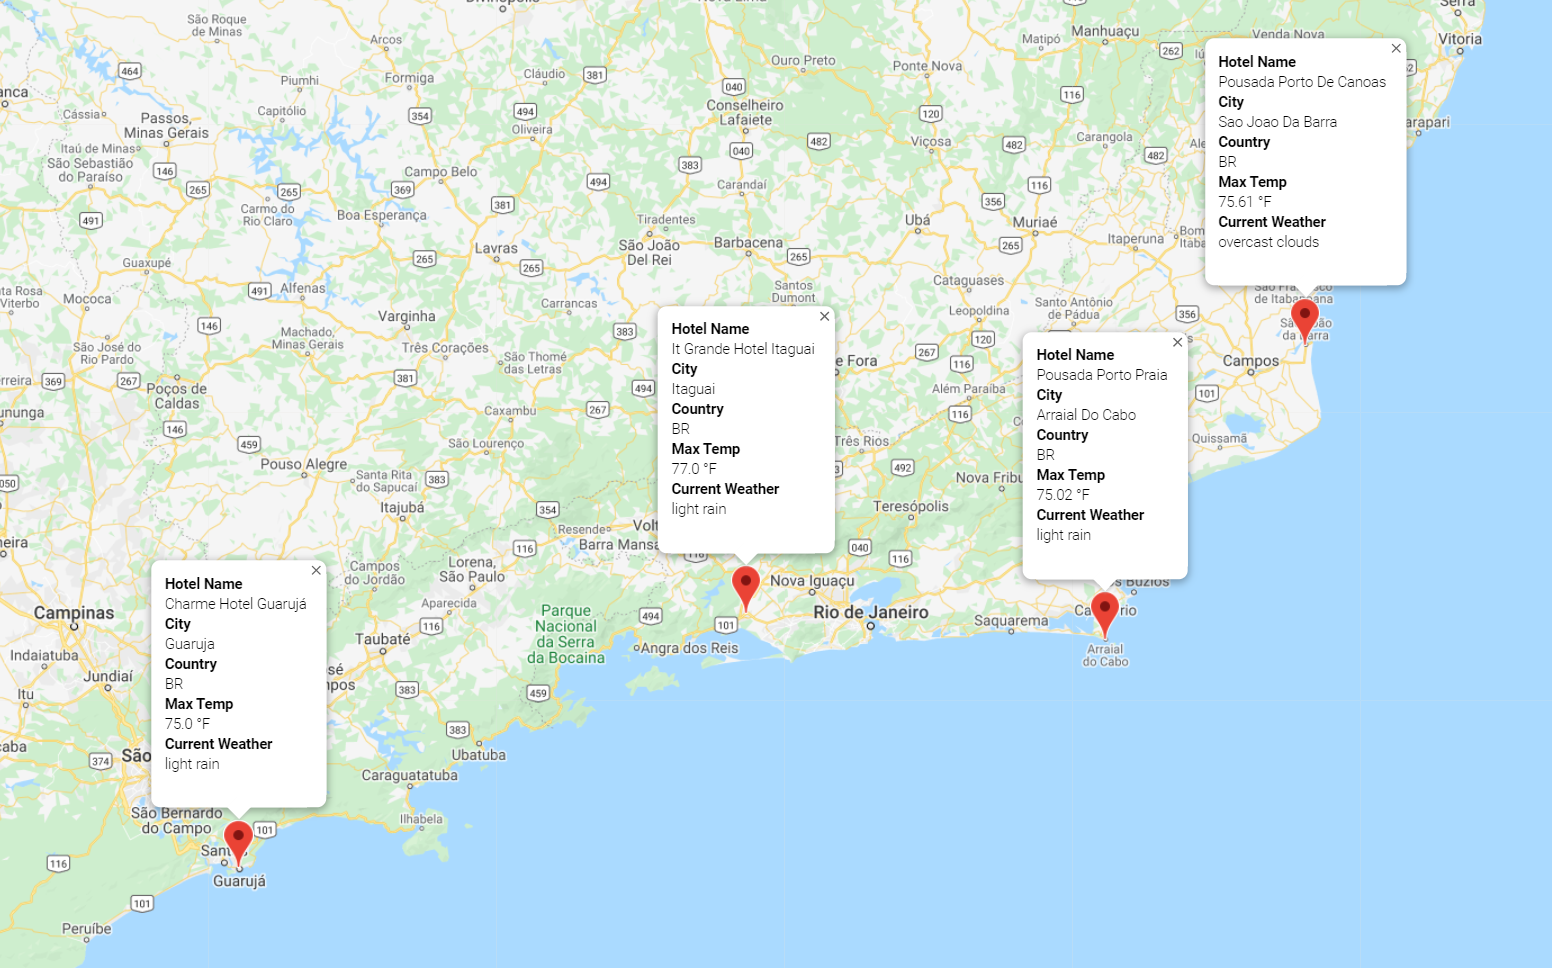 Hotel Name
Pousada Porto De Canoas
City
Sao Joao Da Barra
Country
BR
Max Temp
75.61 °F
Current Weather
overcast clouds
Hotel Name
It Grande Hotel Itaguai
City
Itaguai
Country
BR
Max Temp
77.0 °F
Current Weather
light rain
Hotel Name
Pousada Porto Praia
City
Arraial Do Cabo
Country
BR
Max Temp
75.02 °F
Current Weather
light rain
Hotel Name
Charme Hotel Guarujá
City
Guaruja
Country
BR
Max Temp
75.0 °F
Current Weather
light rain
São Roque
de Minas
Arcos
Matipó
Manhuaçu
Venda Nova
Serra
Vitoria
262
464
Piumhi
Formiga
Cláudio
381
Ouro Preto
Ponte Nova
040
116
Cássia
Capitólio
354
494
Conselheiro
Lafaiete
120
Passos,
Minas Gerais
Oliveira
482
Viçosa
482
Carangola
482
Itaú de Minas
São Sebastião
do Paraíso
146
265
265
369
Campo Belo
494
383
040
Carandaí
116
491
Carmo do
Rio Claro
Boa Esperança
381
Tiradentes
Ubá
356
Muriaé
Itaperuna
Lavras
São João
Del Rei
Barbacena
265
265
Guaxupé
265
265
Santos
Dumont
Cataguases
491
Alfenas
Carrancas
Mococa
146
Varginha
383
Leopoldina
Santo Antônio
de Pádua
356
Machado,
Minas Gerais
120
São José do
Rio Pardo
Três Corações
São Thomé
das Letras
267
116
Campos
369
267
Poços de
Caldas
381
494
Além Paraíba
101
267
116
146
459
Caxambu
São Lourenço
Três Rios
Quissamã
Pouso Alegre
Santa Rita
do Sapucaí
383
492
050
Itajubá
354
Teresópolis
Resende
Barra Mansa
116
040
116
Campos
do Jordão
Lorena,
São Paulo
Nova Iguaçu
Campinas
Aparecida
Parque
Nacional
da Serra
da Bocaina
494
101
Rio de Janeiro
Saquarema
Taubaté
116
Angra dos Reis
Arraial
do Cabo
Indaiatuba
Jundiaí
Itu
383
459
383
Ubatuba
374
São
Caraguatatuba
São Bernardo
do Campo
101
Ilhabela
116
Guarujá
101
Peruíbe